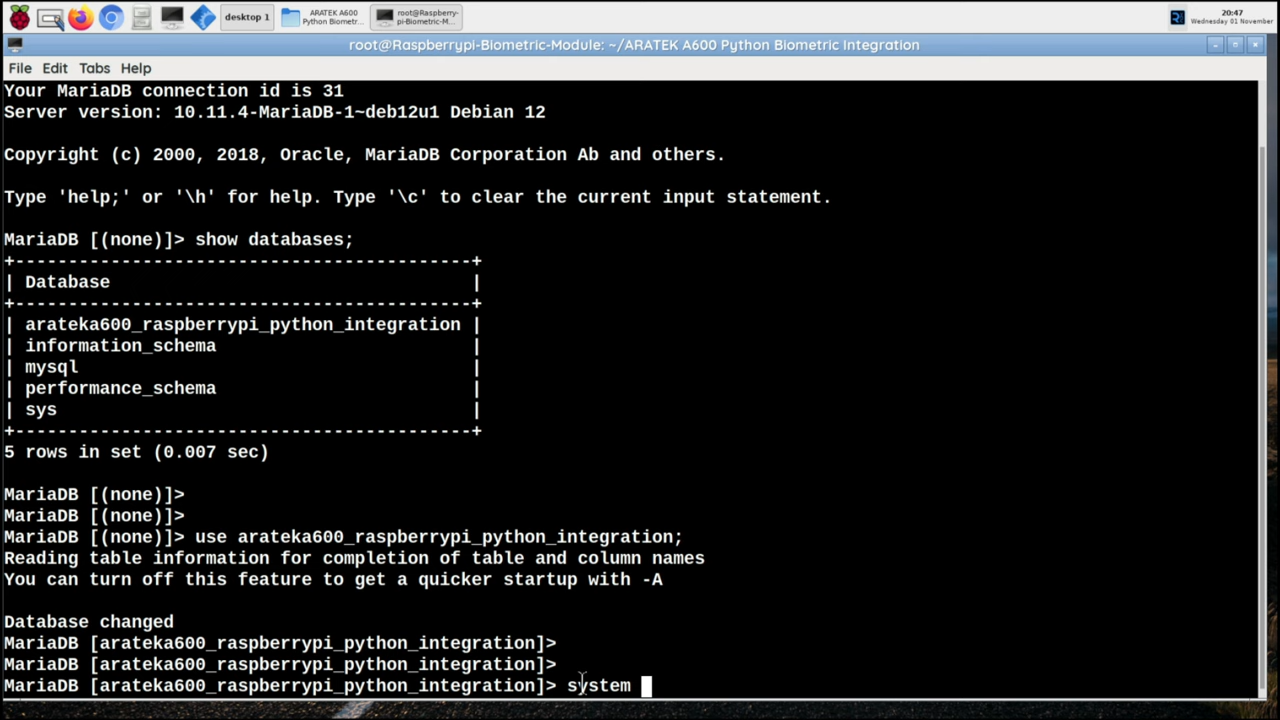 desktop 1
ARATEK A600
Python Biometr...
root@Raspberry-
pi-Biometric-M...
20:47
Wednesday 01 November
root@Raspberrypi-Biometric-Module: ~/ARATEK A600 Python Biometric Integration
File Edit Tabs Help
Your MariaDB connection id is 31
Server version: 10.11.4-MariaDB-1~deb12u1 Debian 12
Copyright (c) 2000, 2018, Oracle, MariaDB Corporation Ab and others.
Type 'help;' or '\h' for help. Type '\c' to clear the current input statement.
MariaDB [(none)]> show databases;
+------------------------------------------+
| Database |
+------------------------------------------+
| arateka600_raspberrypi_python_integration |
| information_schema |
| mysql |
| performance_schema |
| sys |
+------------------------------------------+
5 rows in set (0.007 sec)
MariaDB [(none)]>
MariaDB [(none)]>
MariaDB [(none)]> use arateka600_raspberrypi_python_integration;
Reading table information for completion of table and column names
You can turn off this feature to get a quicker startup with -A
Database changed
MariaDB [arateka600_raspberrypi_python_integration]>
MariaDB [arateka600_raspberrypi_python_integration]>
MariaDB [arateka600_raspberrypi_python_integration]> system